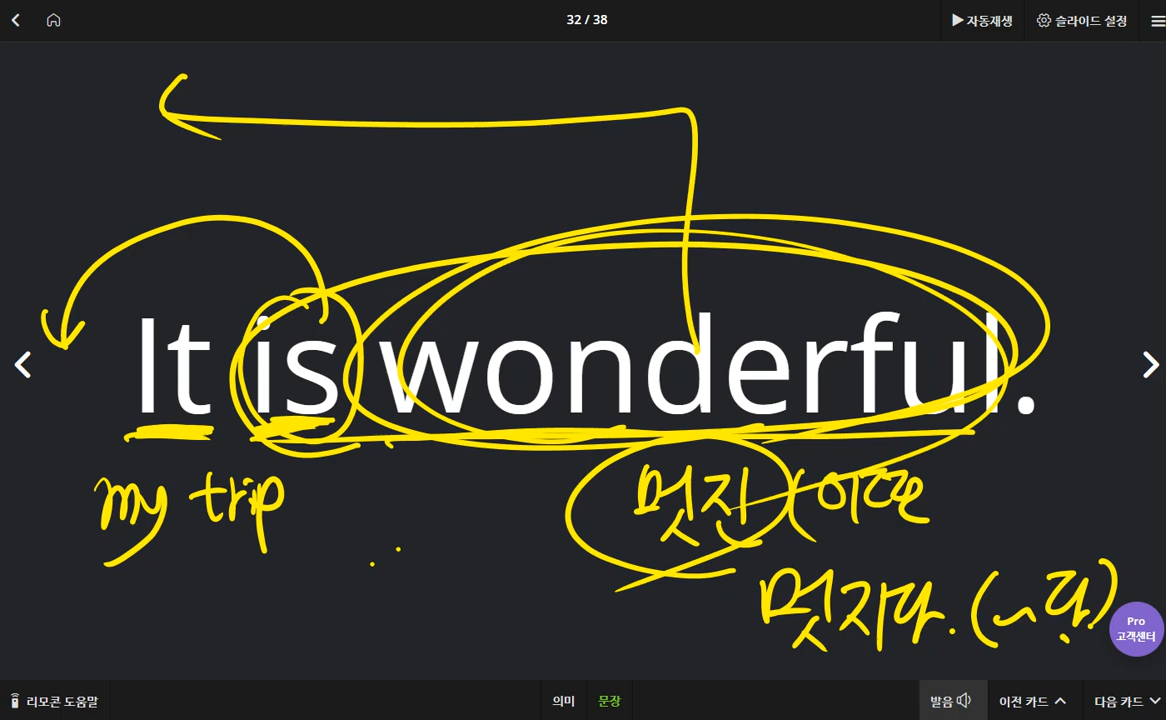 32 / 38
자동재생
슬라이드 설정
It is wonderful.
my trip
멋진
멋지다.
Pro
고객센터
리모콘 도움말
의미
문장
발음
이전 카드
다음 카드